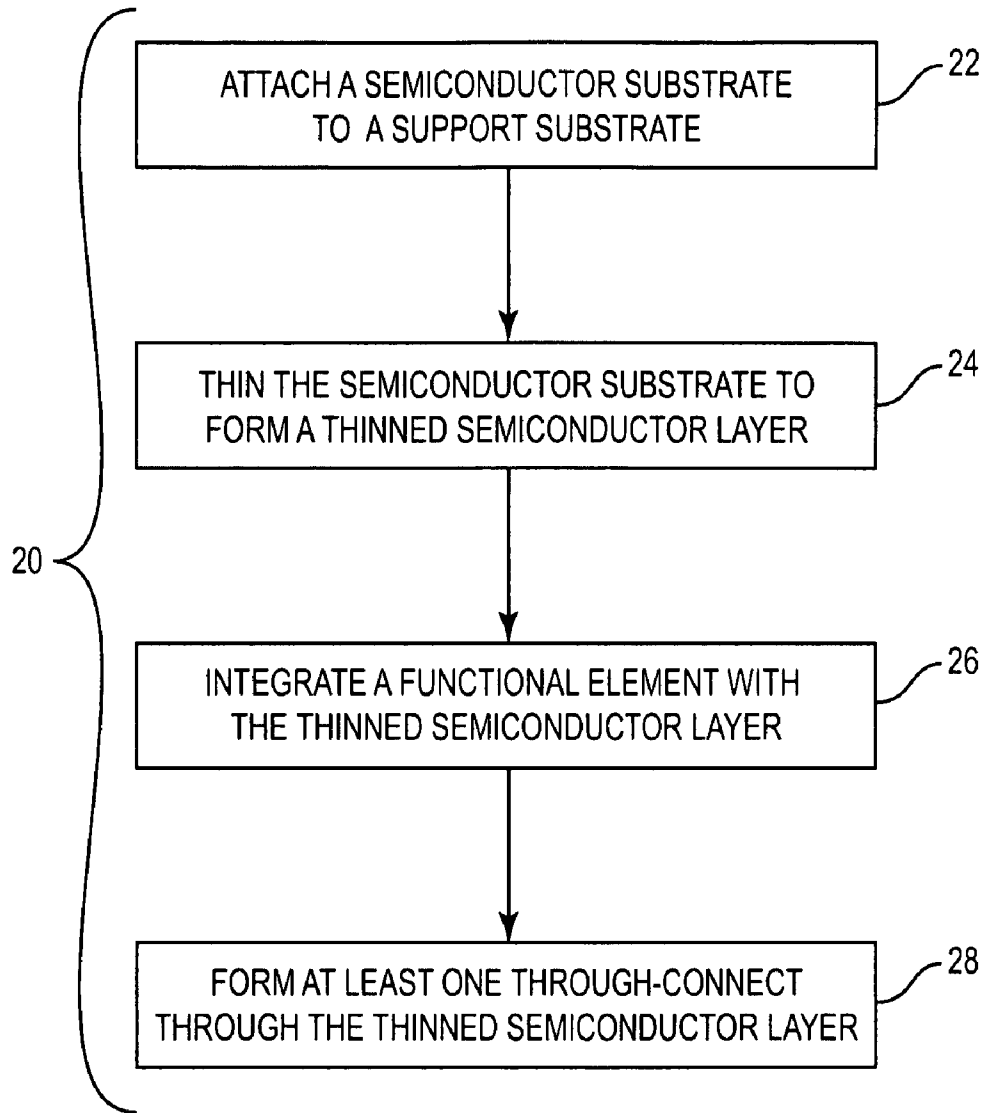 ATTACH A SEMICONDUCTOR SUBSTRATE
TO A SUPPORT SUBSTRATE
22
THIN THE SEMICONDUCTOR SUBSTRATE TO
FORM A THINNED SEMICONDUCTOR LAYER
24
20
INTEGRATE A FUNCTIONAL ELEMENT WITH
THE THINNED SEMICONDUCTOR LAYER
26
FORM AT LEAST ONE THROUGH-CONNECT
THROUGH THE THINNED SEMICONDUCTOR LAYER
28